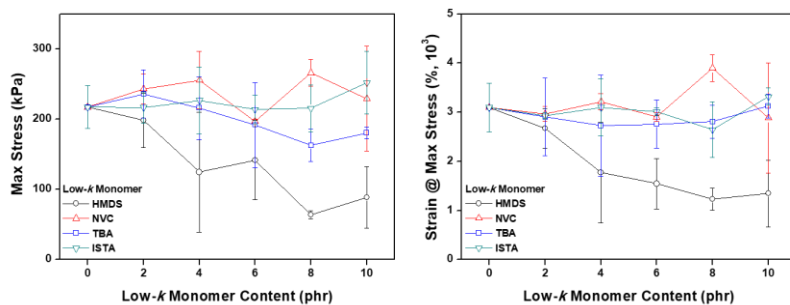 300
200
100
0
Max Stress (kPa)
Low-k Monomer
HMDS
NVC
TBA
ISTA
0 2 4 6 8 10
Low-k Monomer Content (phr)
5
4
3
2
1
0
Strain @ Max Stress (%, 10³)
Low-k Monomer
HMDS
NVC
TBA
ISTA
0 2 4 6 8 10
Low-k Monomer Content (phr)